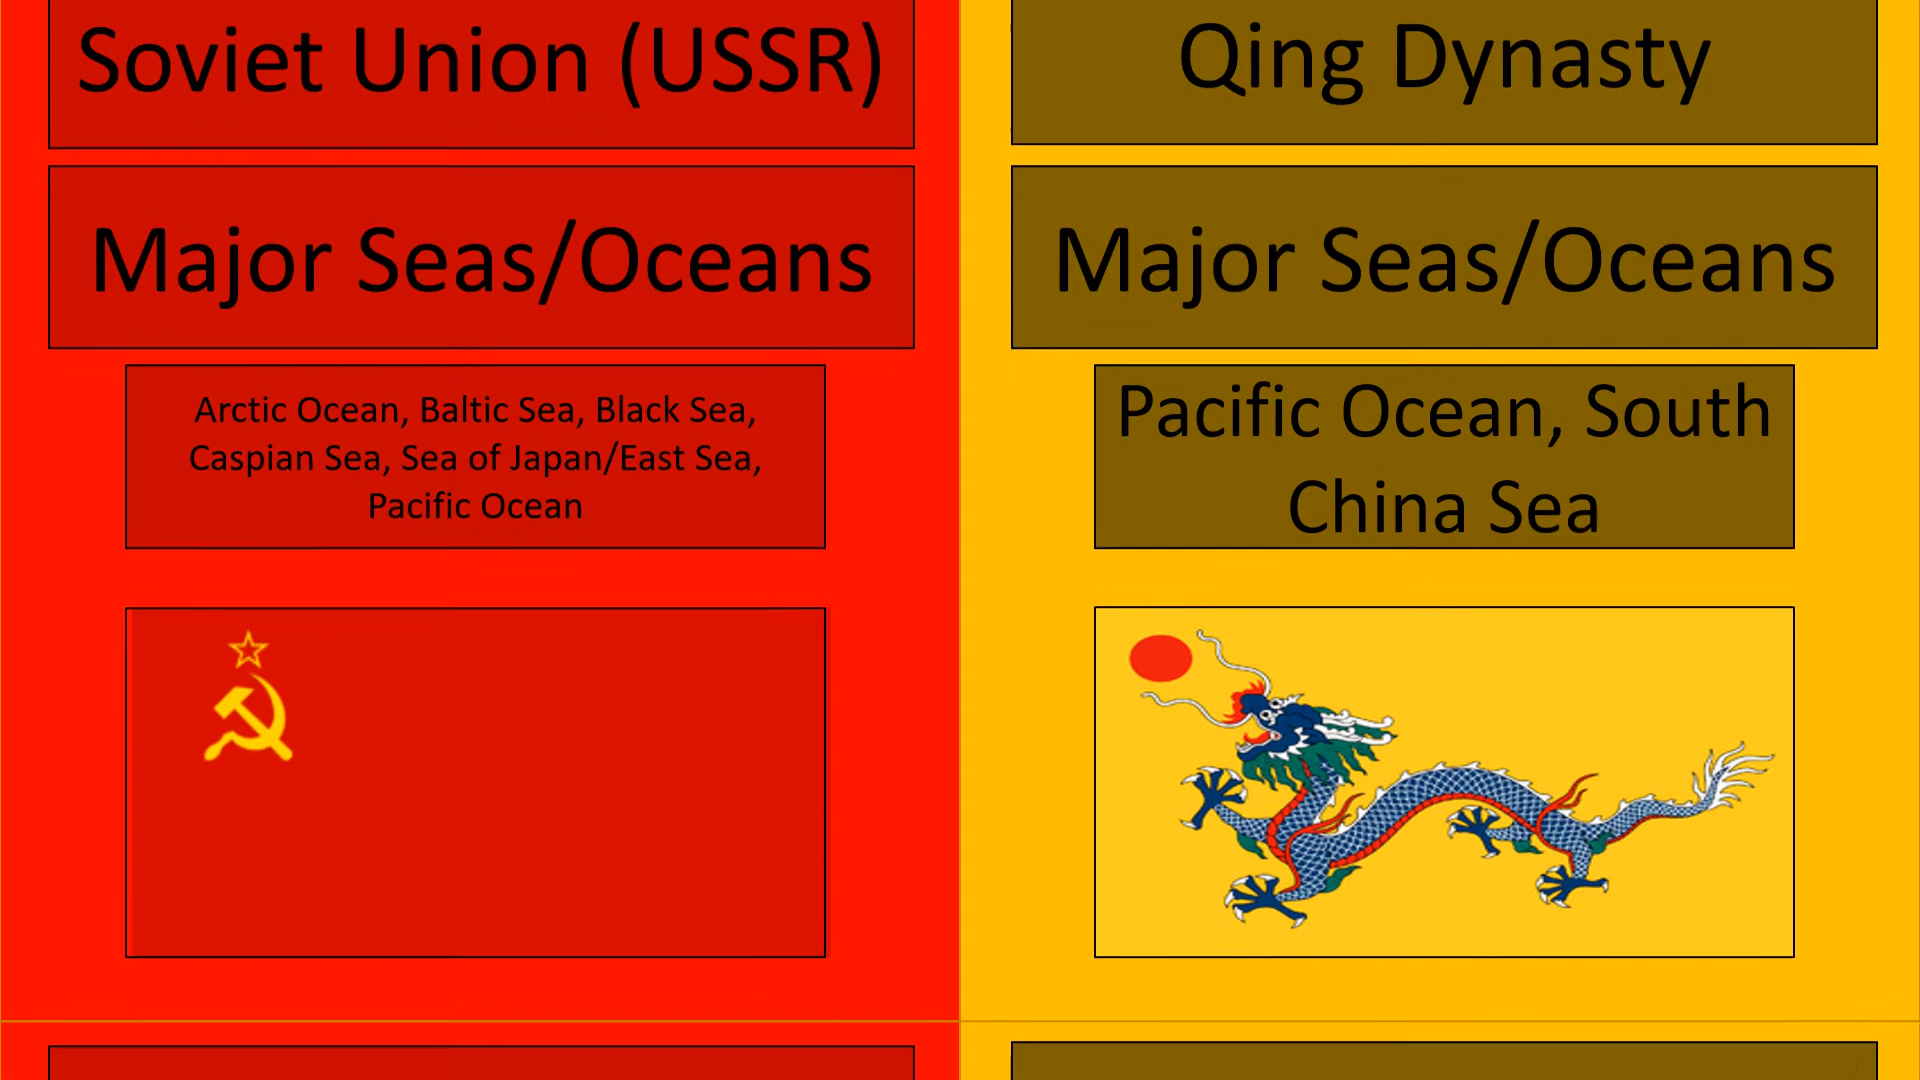 Soviet Union (USSR)
Major Seas/Oceans
Arctic Ocean, Baltic Sea, Black Sea,
Caspian Sea, Sea of Japan/East Sea,
Pacific Ocean
Qing Dynasty
Major Seas/Oceans
Pacific Ocean, South
China Sea